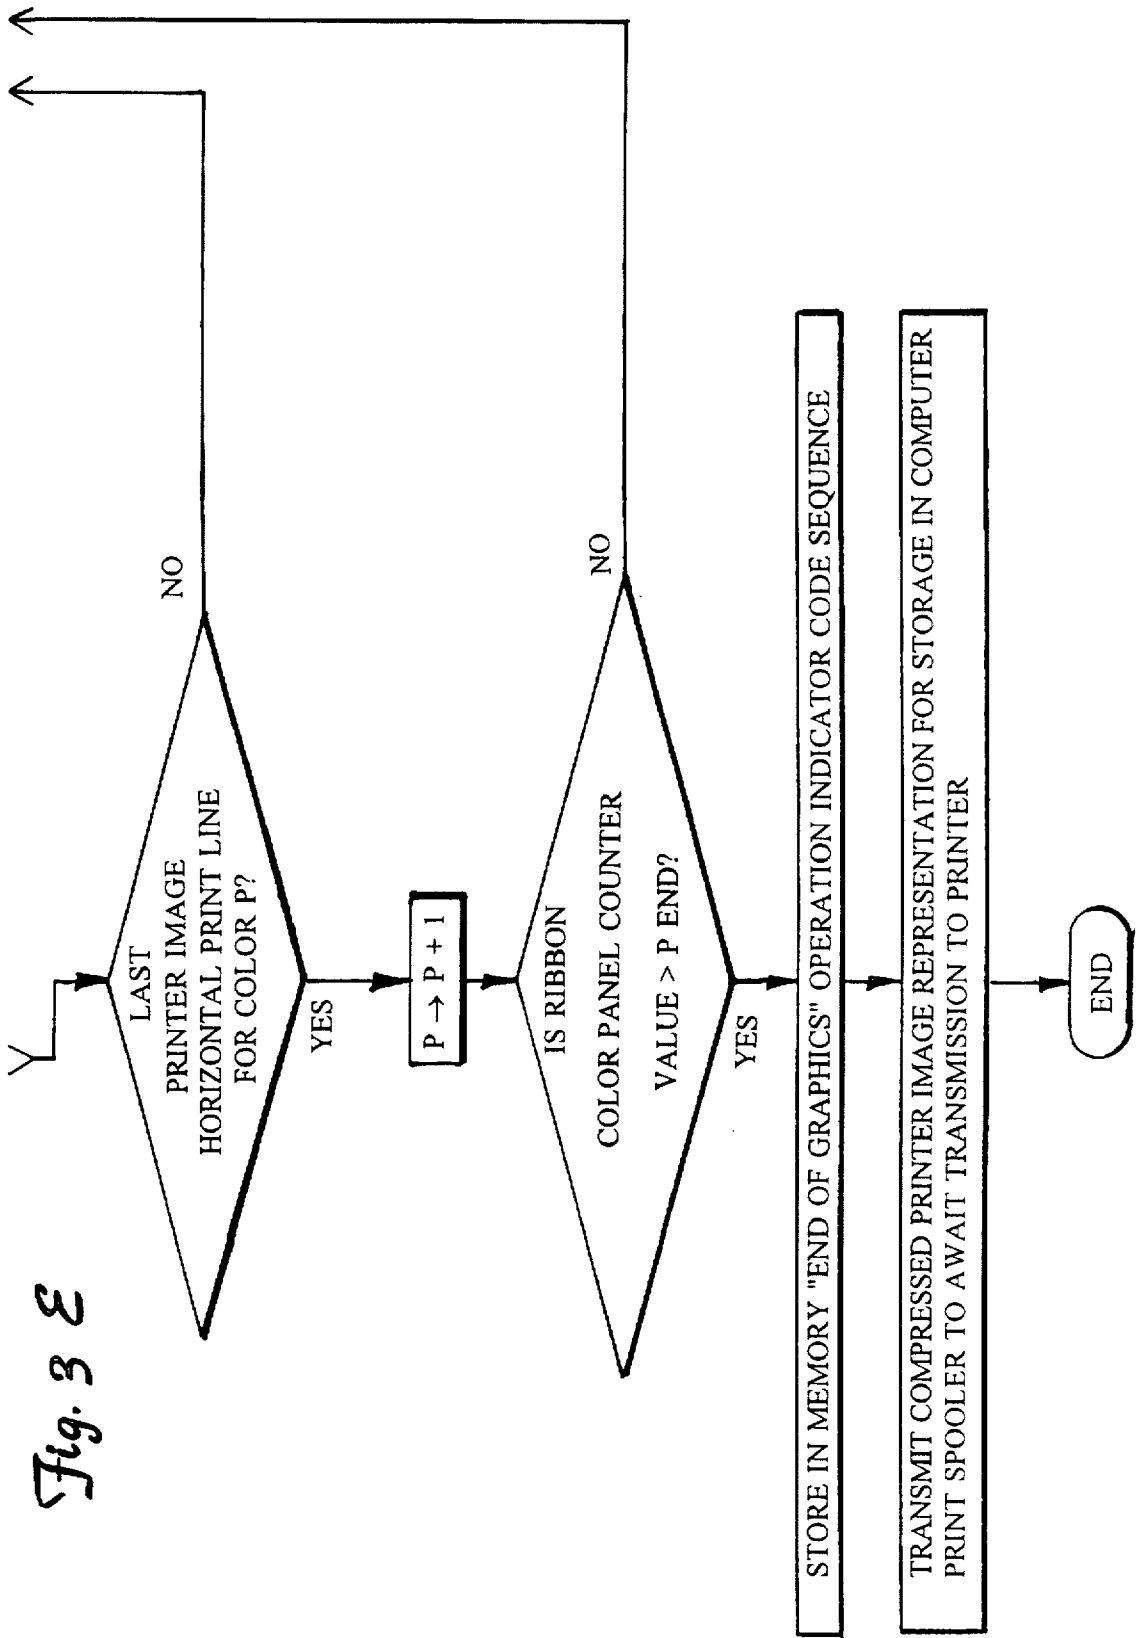 Fig. 3 E
LAST
PRINTER IMAGE
HORIZONTAL PRINT LINE
FOR COLOR P?
NO
YES
P → P + 1
IS RIBBON
COLOR PANEL COUNTER
VALUE > P END?
NO
YES
STORE IN MEMORY "END OF GRAPHICS" OPERATION INDICATOR CODE SEQUENCE
TRANSMIT COMPRESSED PRINTER IMAGE REPRESENTATION FOR STORAGE IN COMPUTER
PRINT SPOOLER TO AWAIT TRANSMISSION TO PRINTER
END